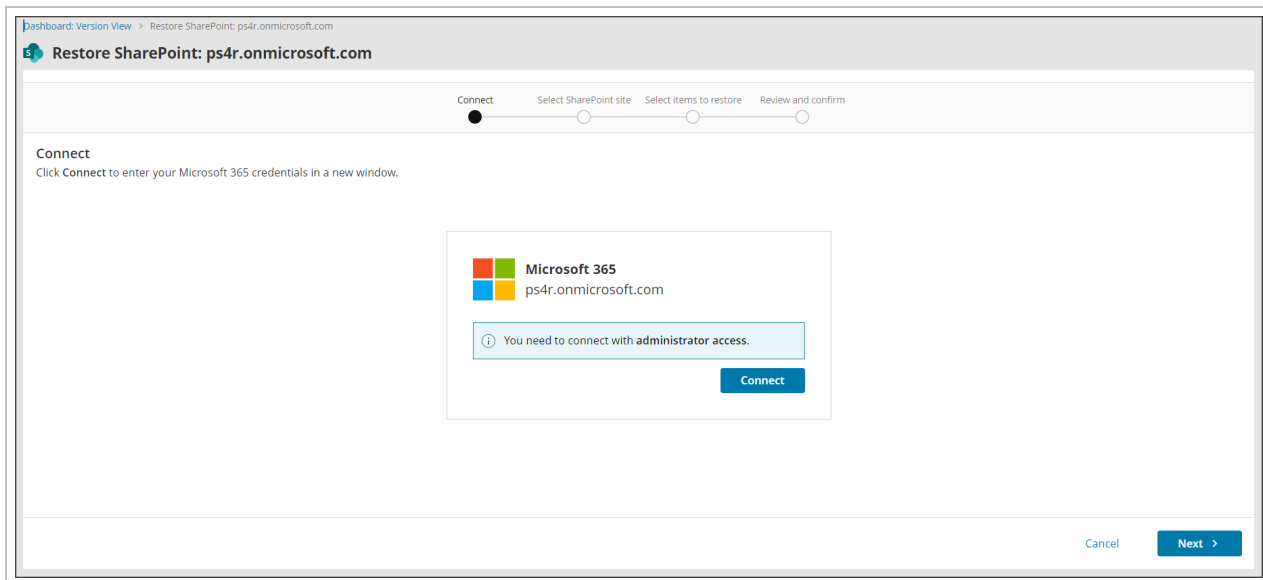 Dashboard: Version View > Restore SharePoint: ps4r.onmicrosoft.com
S Restore SharePoint: ps4r.onmicrosoft.com
Connect Select SharePoint site Select items to restore Review and confirm
Connect
Click Connect to enter your Microsoft 365 credentials in a new window.
Microsoft 365
ps4r.onmicrosoft.com
i You need to connect with administrator access.
Connect
Cancel Next >